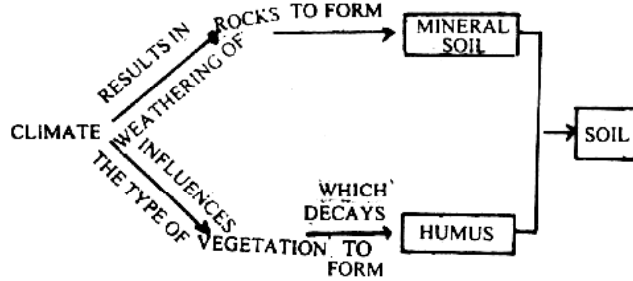 CLIMATE
RESULTS IN
WEATHERING OF
ROCKS
TO FORM
MINERAL
SOIL
INFLUENCES
THE TYPE OF
VEGETATION
WHICH
DECAYS
TO
FORM
HUMUS
SOIL